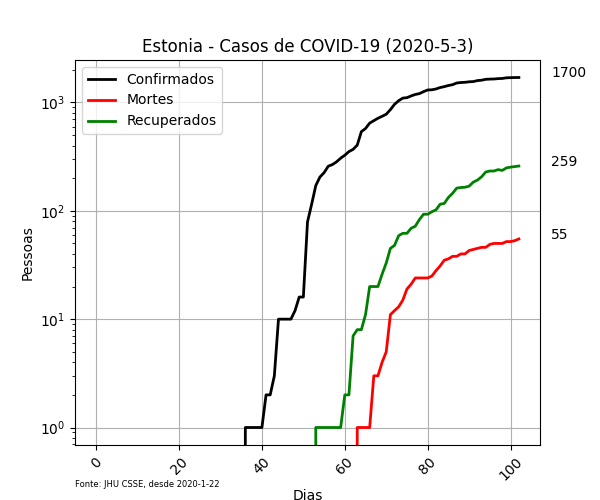 Estonia - Casos de COVID-19 (2020-5-3)
Confirmados
Mortes
Recuperados
1700
259
55
Pessoas
10³
10²
10¹
10⁰
0 20 40 60 80 100
Fonte: JHU CSSE, desde 2020-1-22
Dias